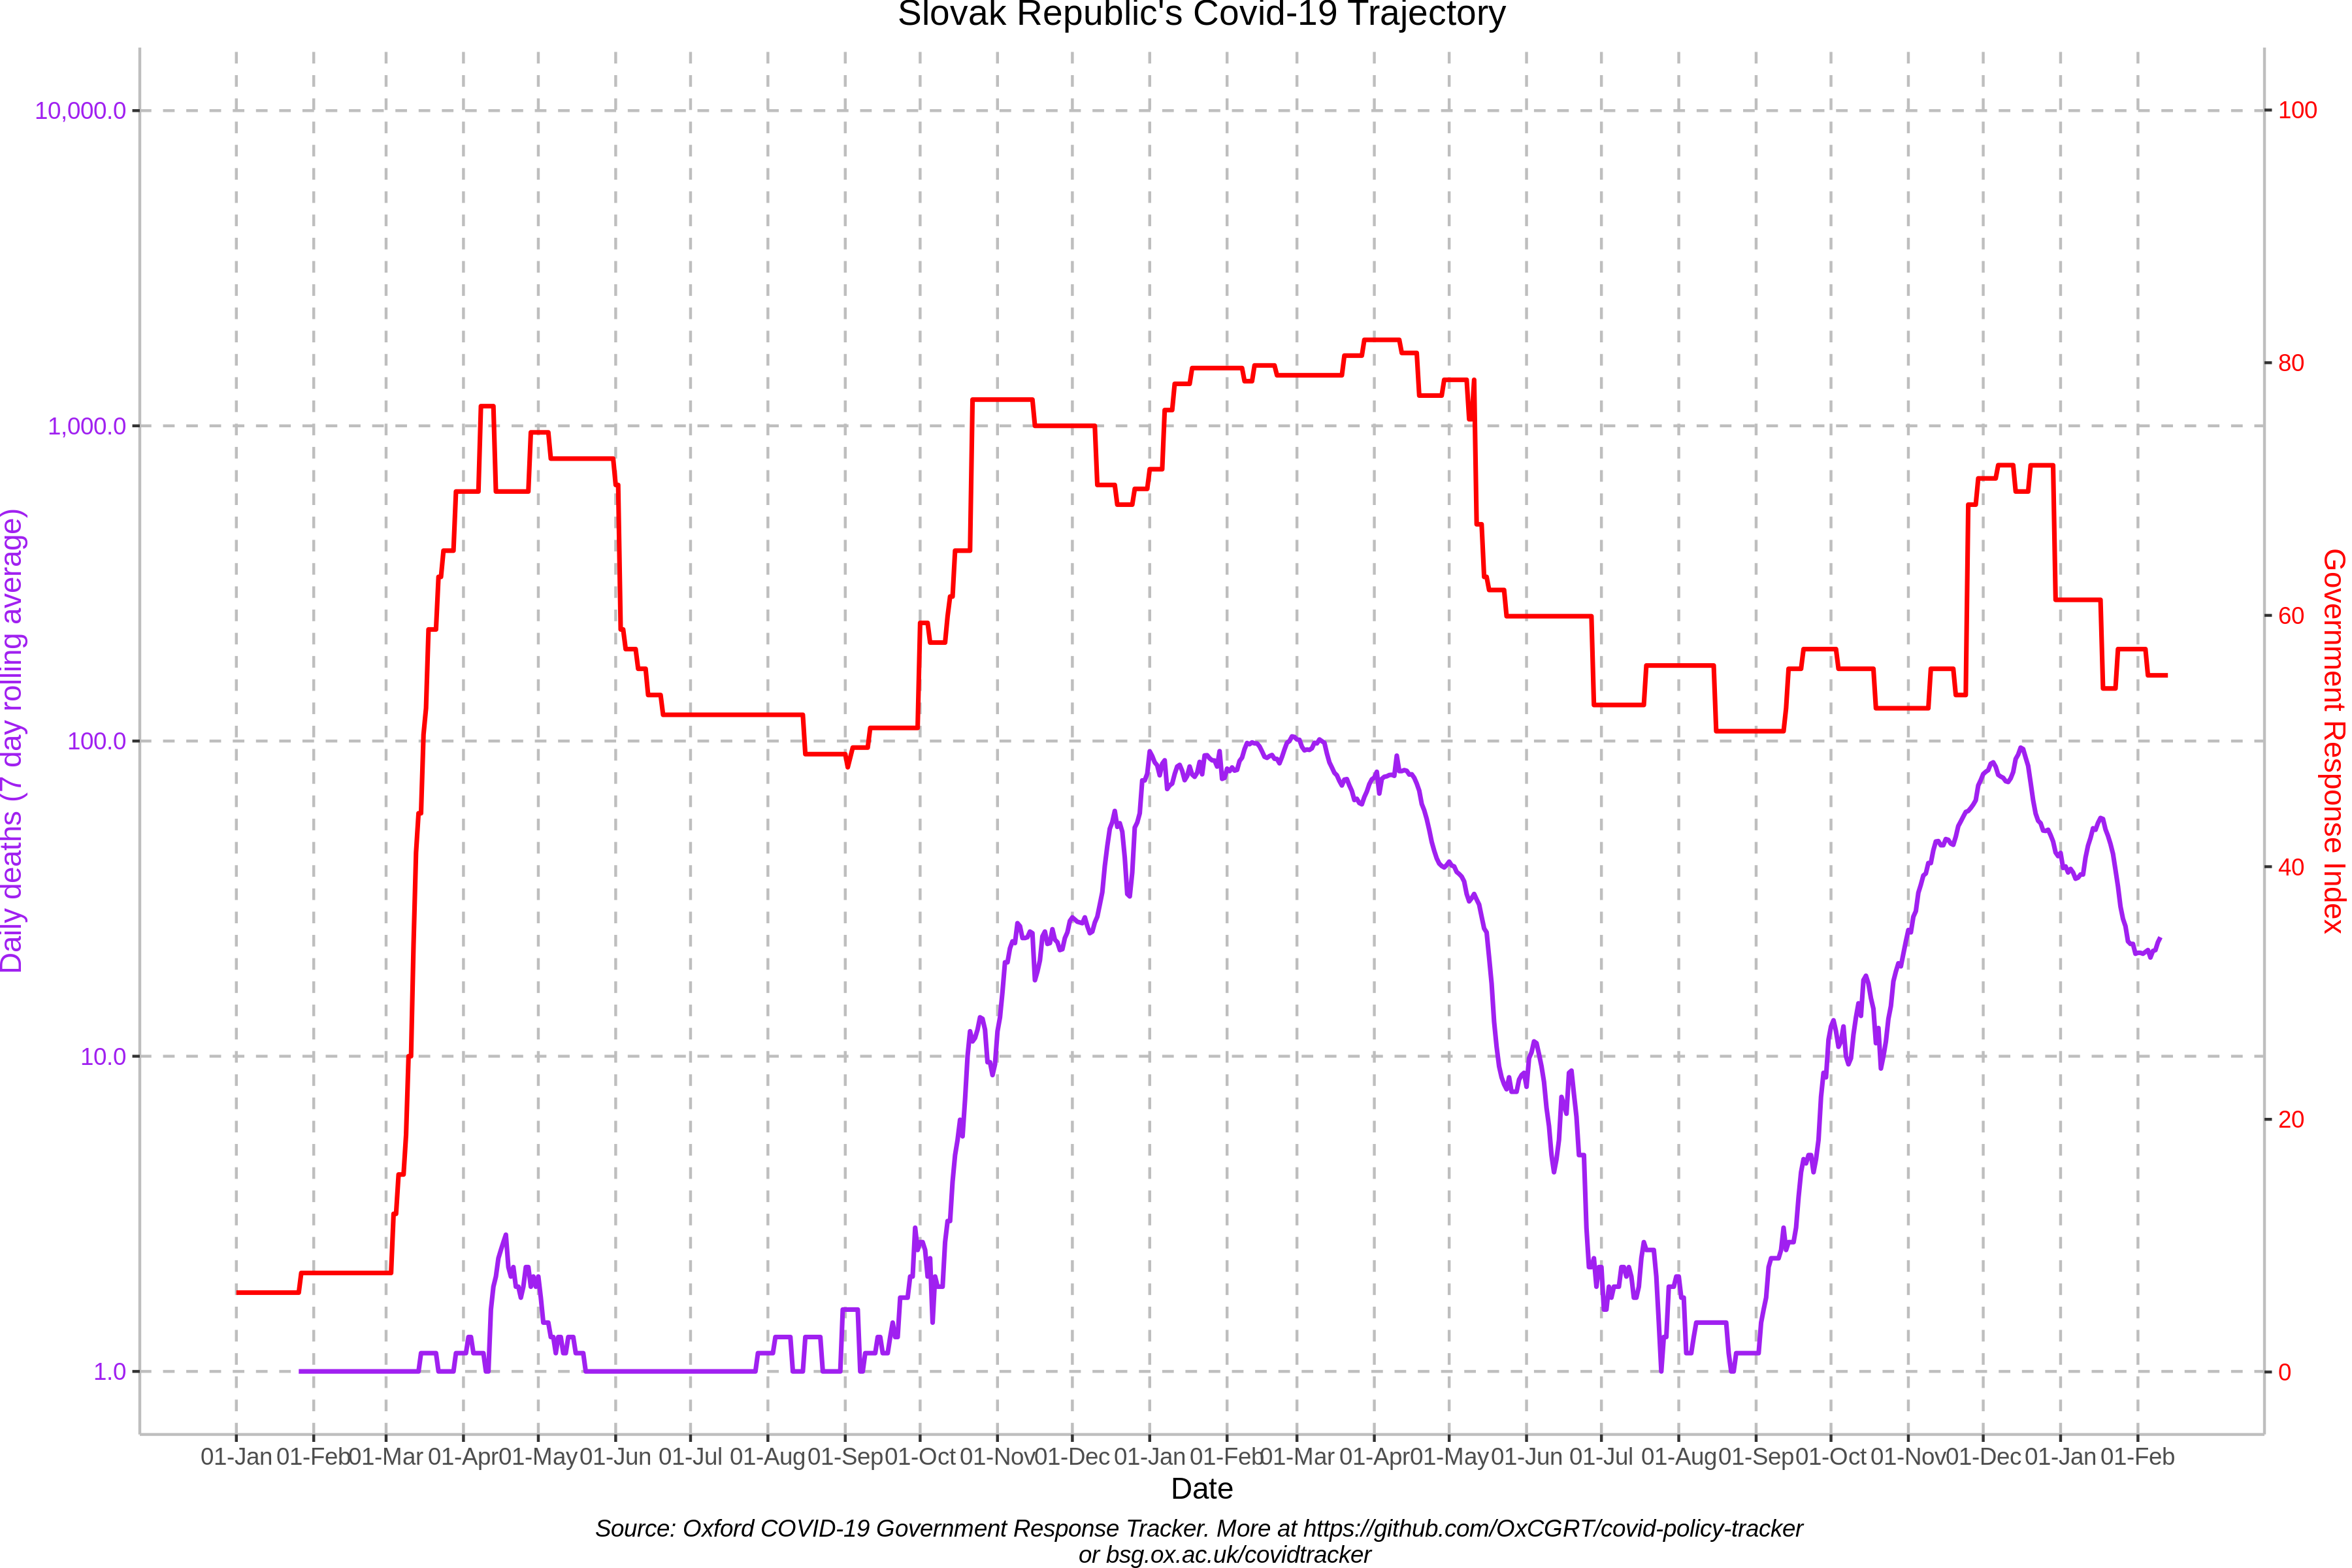 Slovak Republic's Covid-19 Trajectory
Daily deaths (7 day rolling average)
10,000.0
1,000.0
100.0
10.0
1.0
100
80
60
40
20
0
Government Response Index
01-Jan 01-Feb 01-Mar 01-Apr 01-May 01-Jun 01-Jul 01-Aug 01-Sep 01-Oct 01-Nov 01-Dec 01-Jan 01-Feb 01-Mar 01-Apr 01-May 01-Jun 01-Jul 01-Aug 01-Sep 01-Oct 01-Nov 01-Dec 01-Jan 01-Feb
Date
Source: Oxford COVID-19 Government Response Tracker. More at https://github.com/OxCGRT/covid-policy-tracker
or bsg.ox.ac.uk/covidtracker